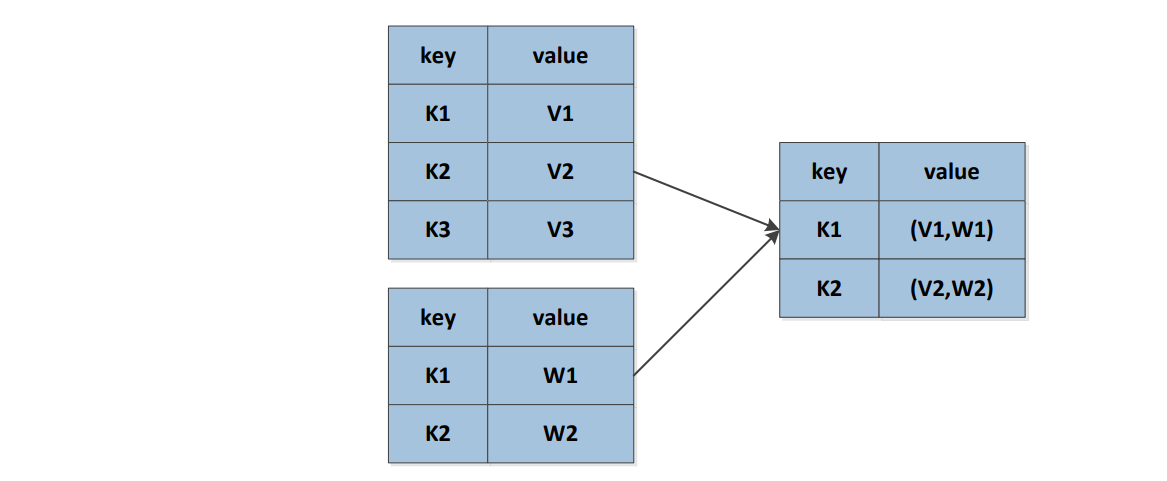 key value
K1 V1
K2 V2
K3 V3
key value
K1 W1
K2 W2
key value
K1 (V1,W1)
K2 (V2,W2)